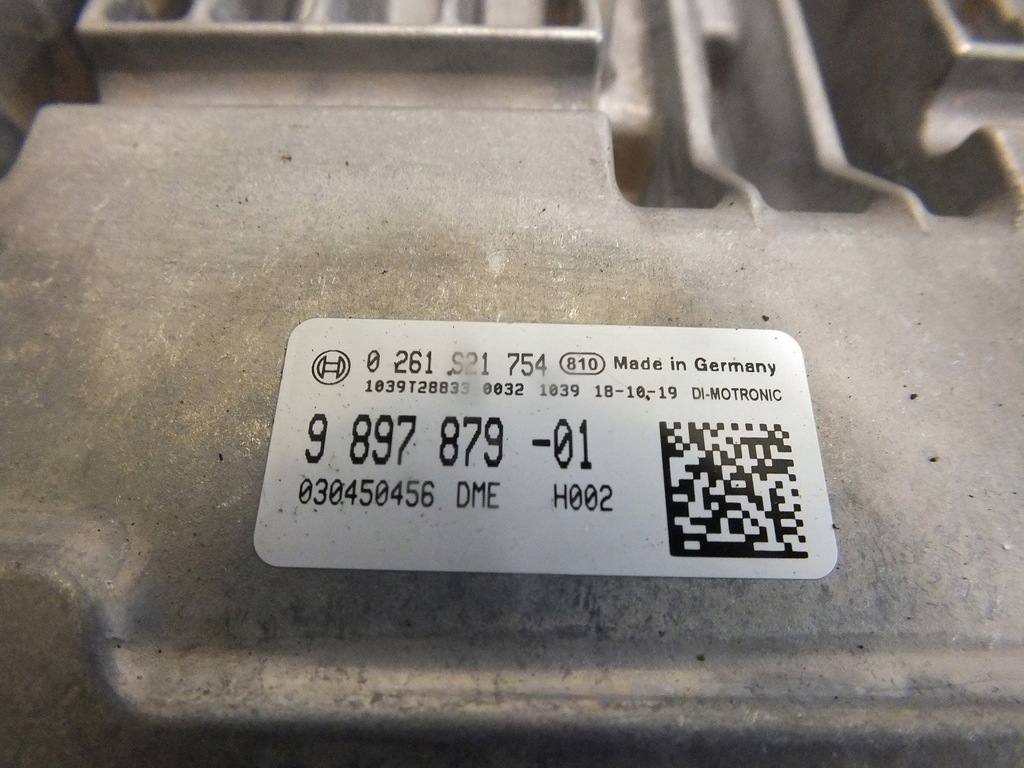 0 261 S21 754 810 Made in Germany
1039T28833 0032 1039 18-10-19 DI-MOTRONIC
9 897 879 -01
030450456 DME H002